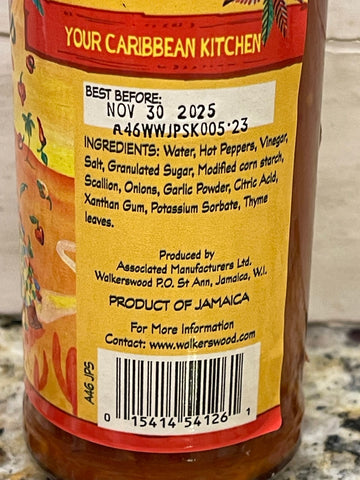 YOUR CARIBBEAN KITCHEN
BEST BEFORE:
NOV 30 2025
A46WWJPSK005·23
INGREDIENTS: Water, Hot Peppers, Vinegar,
Salt, Granulated Sugar, Modified corn starch,
Scallion, Onions, Garlic Powder, Citric Acid,
Xanthan Gum, Potassium Sorbate, Thyme
leaves.
Produced by
Associated Manufacturers Ltd.
Walkerswood P.O. St Ann, Jamaica, W.I.
PRODUCT OF JAMAICA
For More Information
Contact: www.walkerswood.com
A46 JPS
0 15414 54126 1